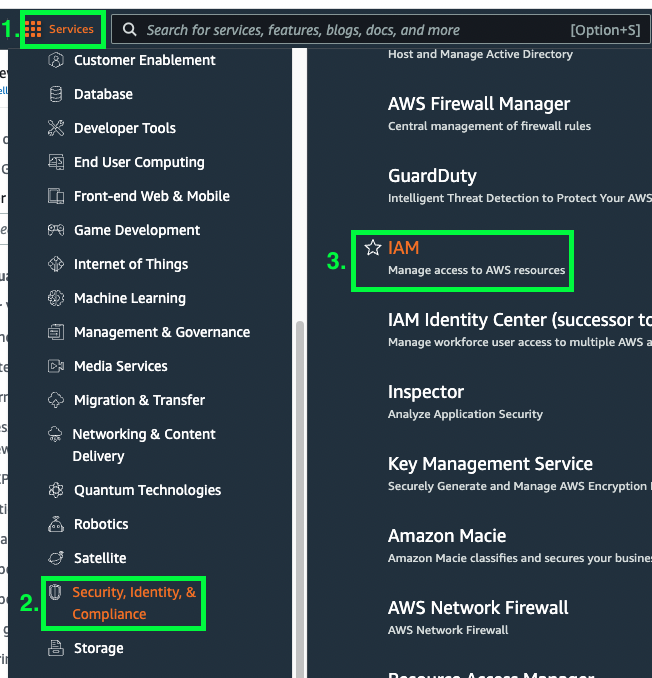 1. Services
Search for services, features, blogs, docs, and more [Option+S]
Customer Enablement
Database
Developer Tools
End User Computing
Front-end Web & Mobile
Game Development
Internet of Things
Machine Learning
Management & Governance
Media Services
Migration & Transfer
Networking & Content
Delivery
Quantum Technologies
Robotics
Satellite
2. Security, Identity, &
Compliance
Storage
Host and Manage Active Directory
AWS Firewall Manager
Central management of firewall rules
GuardDuty
Intelligent Threat Detection to Protect Your AWS
3. IAM
Manage access to AWS resources
IAM Identity Center (successor to
Manage workforce user access to multiple AWS a
Inspector
Analyze Application Security
Key Management Service
Securely Generate and Manage AWS Encryption
Amazon Macie
Amazon Macie classifies and secures your busine
AWS Network Firewall
AWS Network Firewall
Resource Access Manager